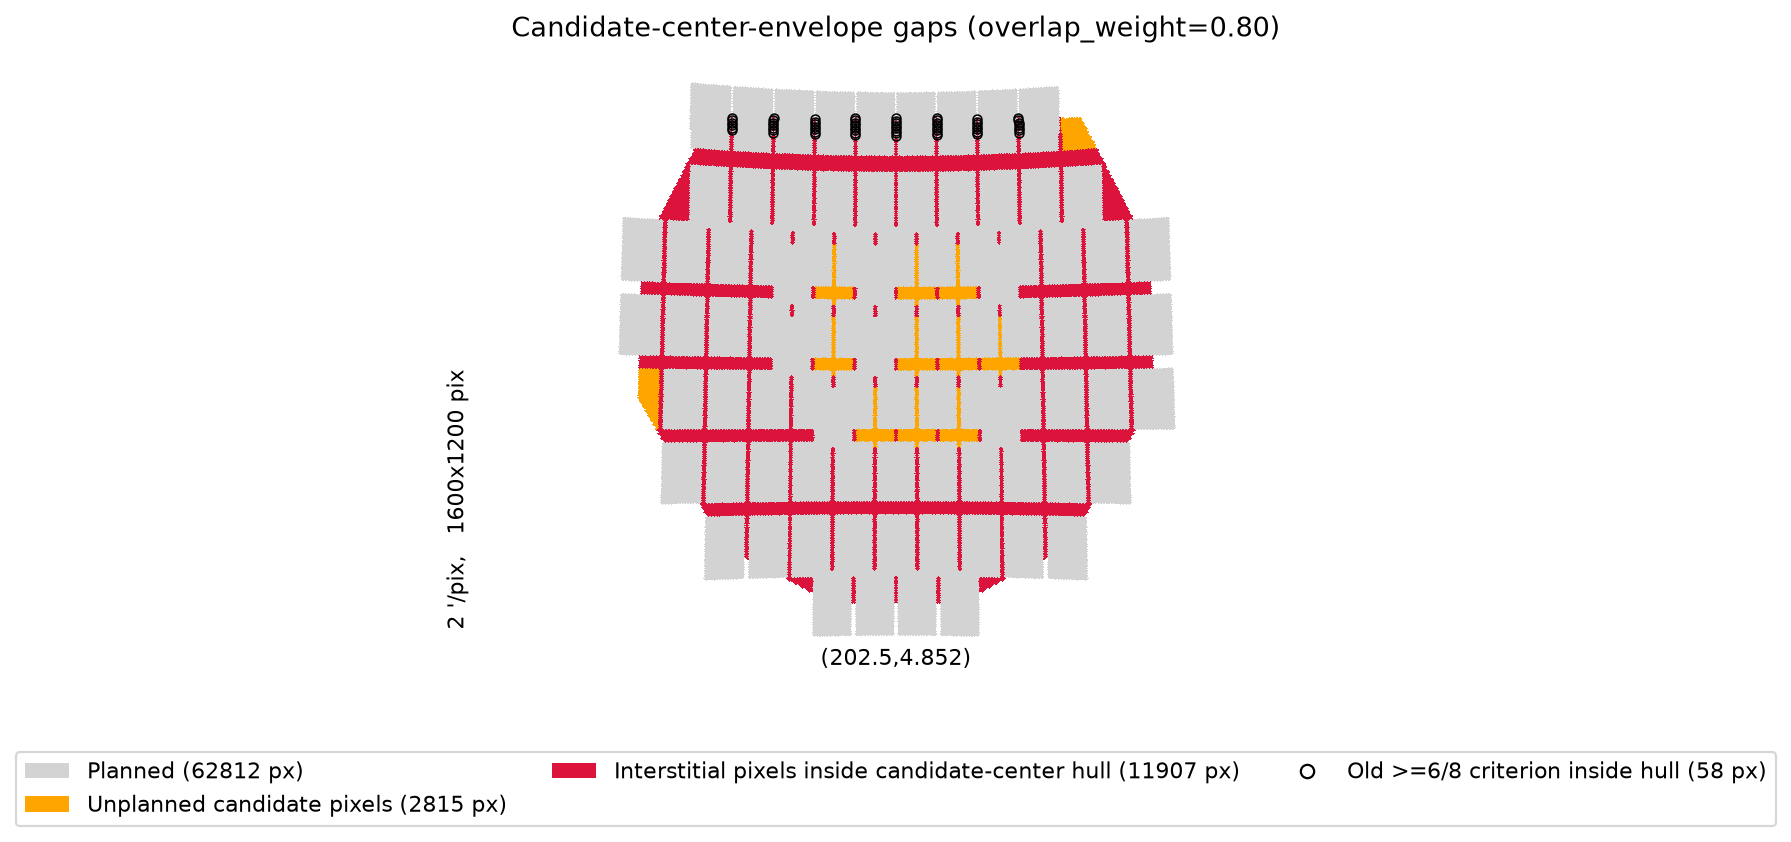 Candidate-center-envelope gaps (overlap_weight=0.80)
2 '/pix,   1600x1200 pix
(202.5,4.852)
Planned (62812 px)
Unplanned candidate pixels (2815 px)
Interstitial pixels inside candidate-center hull (11907 px)
Old >=6/8 criterion inside hull (58 px)